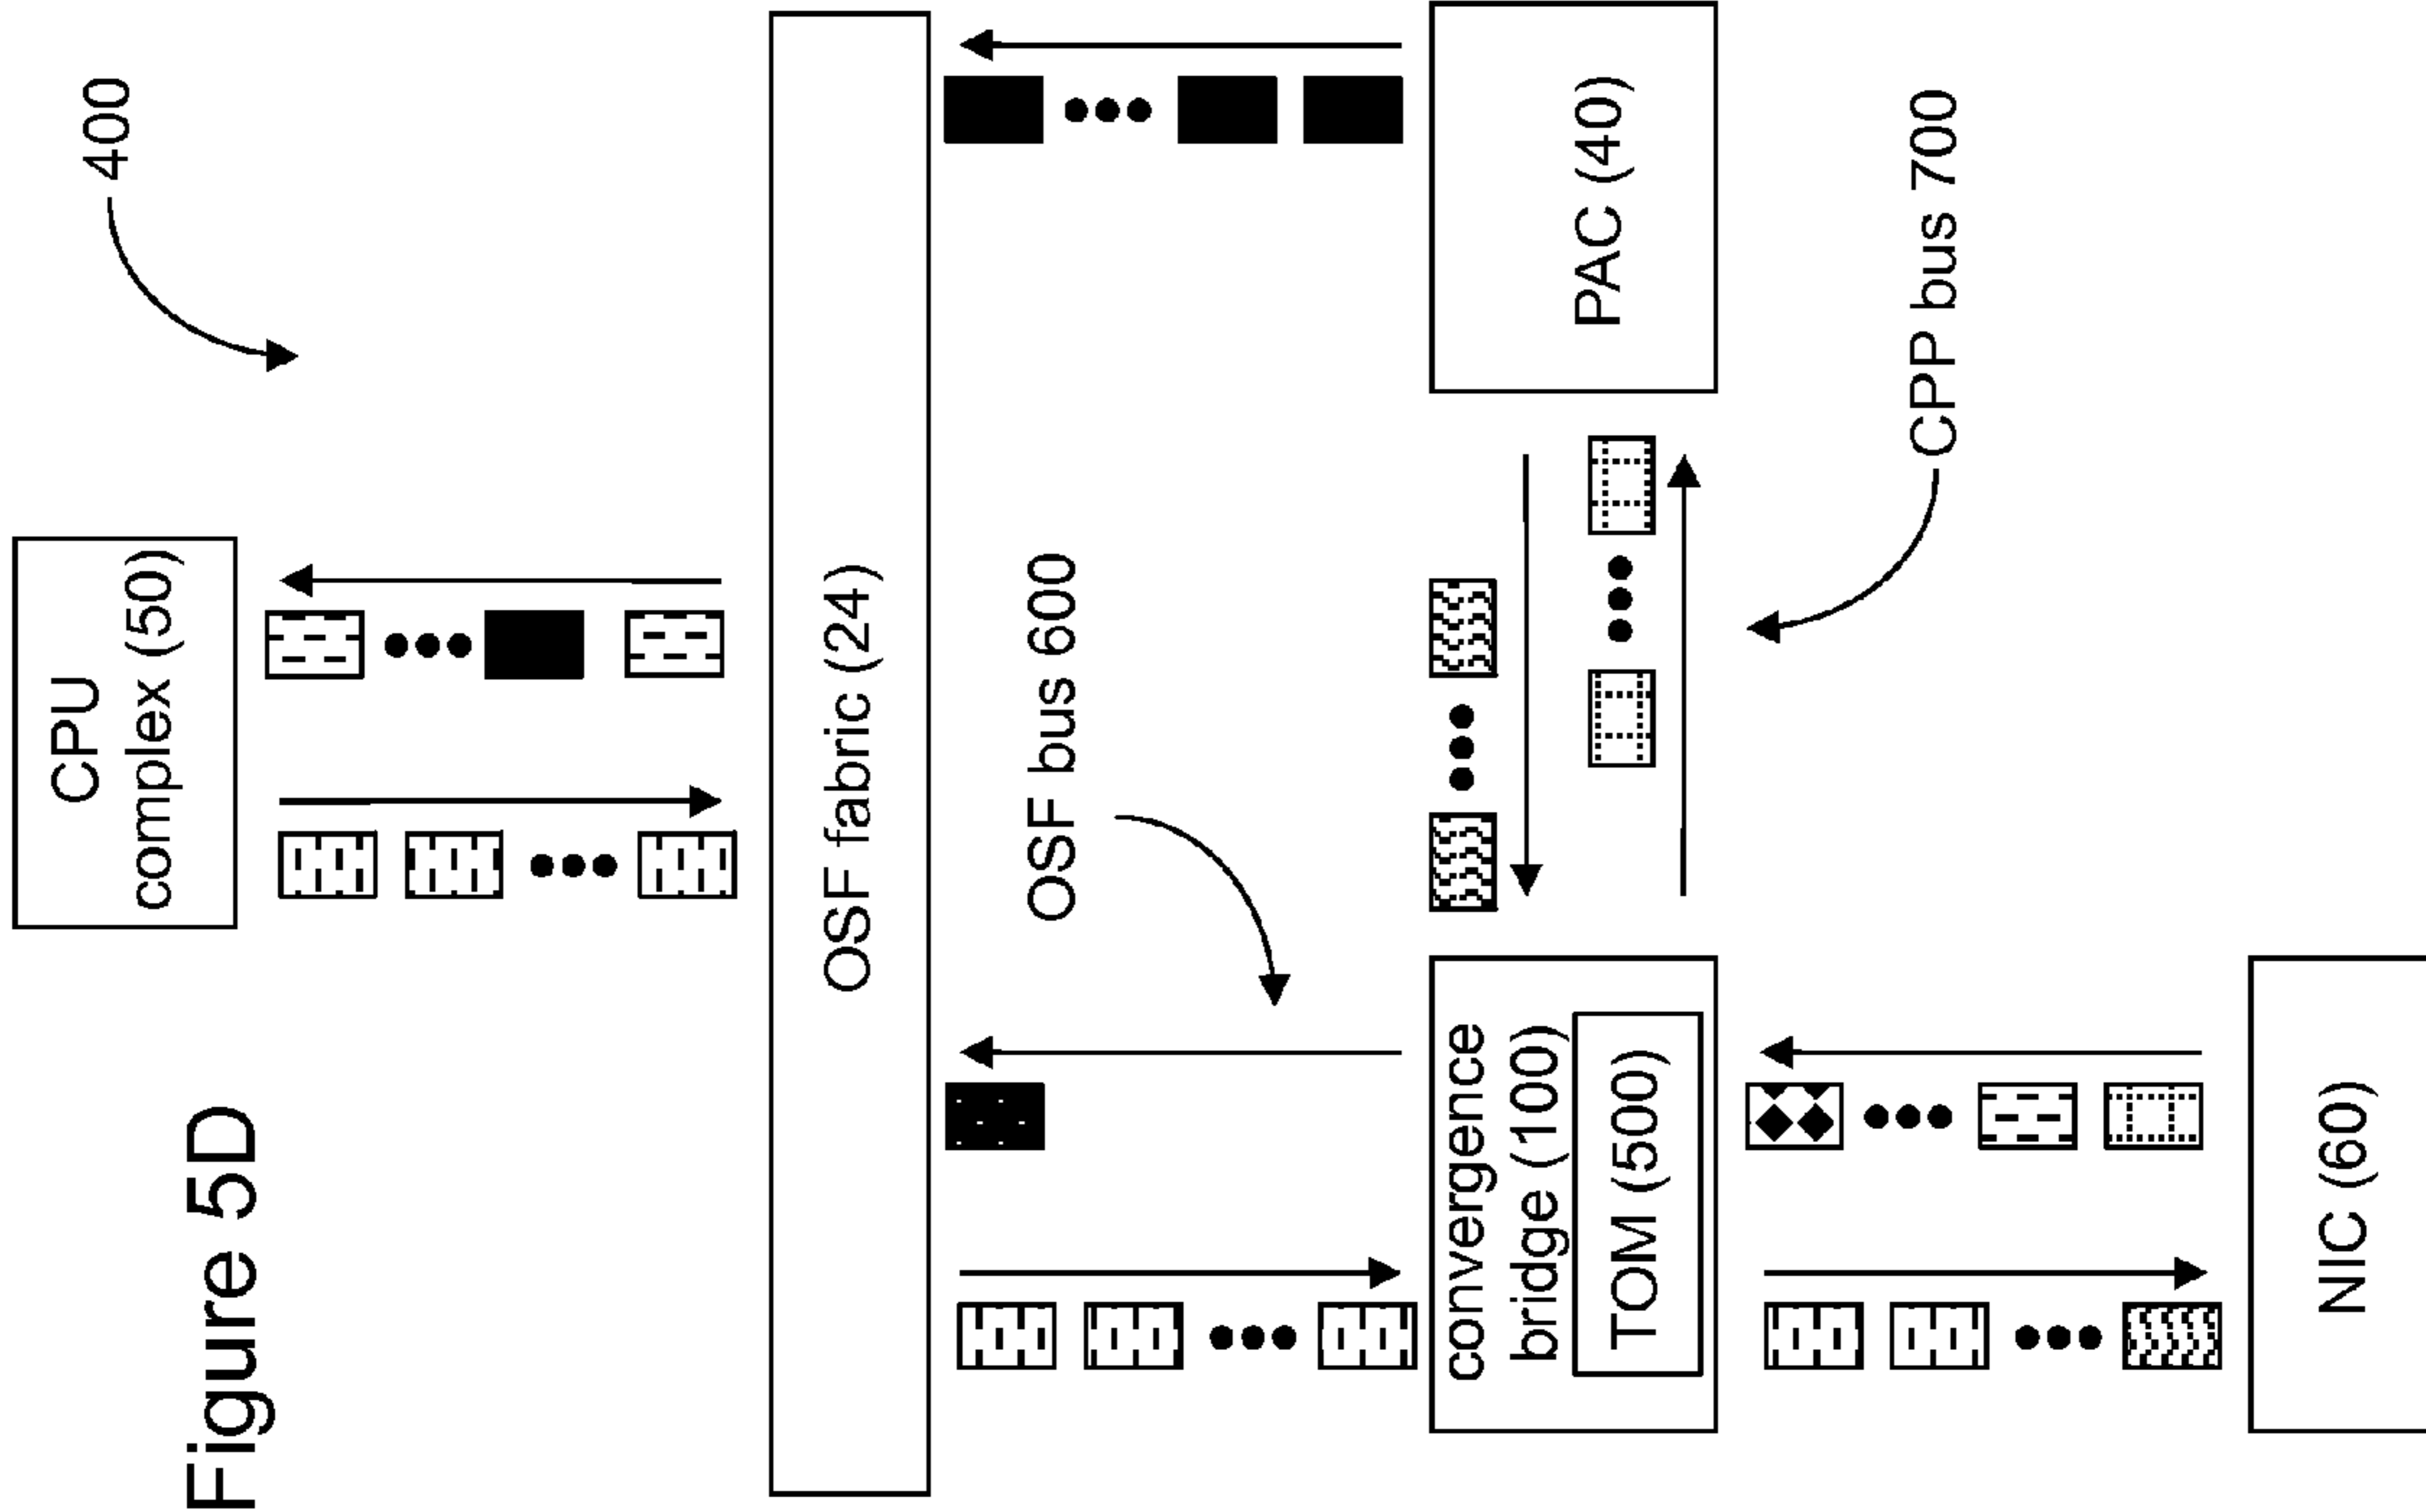 Figure 5D
400
CPU
complex (50)
OSF fabric (24)
OSF bus 600
convergence
bridge (100)
TOM (500)
PAC (40)
CPP bus 700
NIC (60)